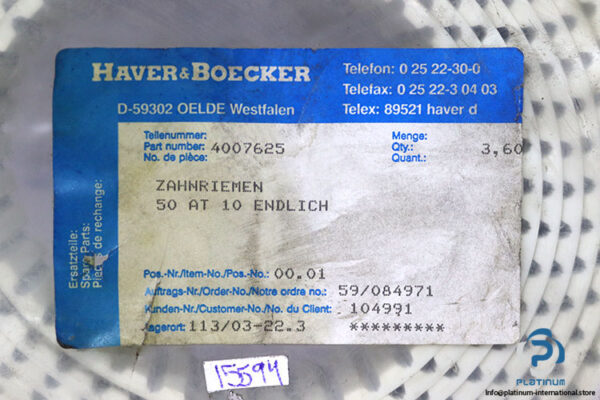 HAVER & BOECKER
D-59302 OELDE Westfalen
Telefon: 0 25 22-30-0
Telefax: 0 25 22-3 04 03
Telex: 89521 haver d
Ersatzteile:
Spare Parts:
Pièces de rechange:
Teilenummer:
Part number: 4007625
No. de pièce:
Menge:
Qty.: 3,60
Quant.:
ZAHNRIEMEN
50 AT 10 ENDLICH
Pos.-Nr./Item-No./Pos.-No.: 00.01
Auftrags-Nr./Order-No./Notre ordre no.: 59/084971
Kunden-Nr./Customer-No./No. du Client: 104991
Lagerort: 113/03-22.3 *********
15594
PLATINUM
INTERNATIONAL
Info@platinum-international.store